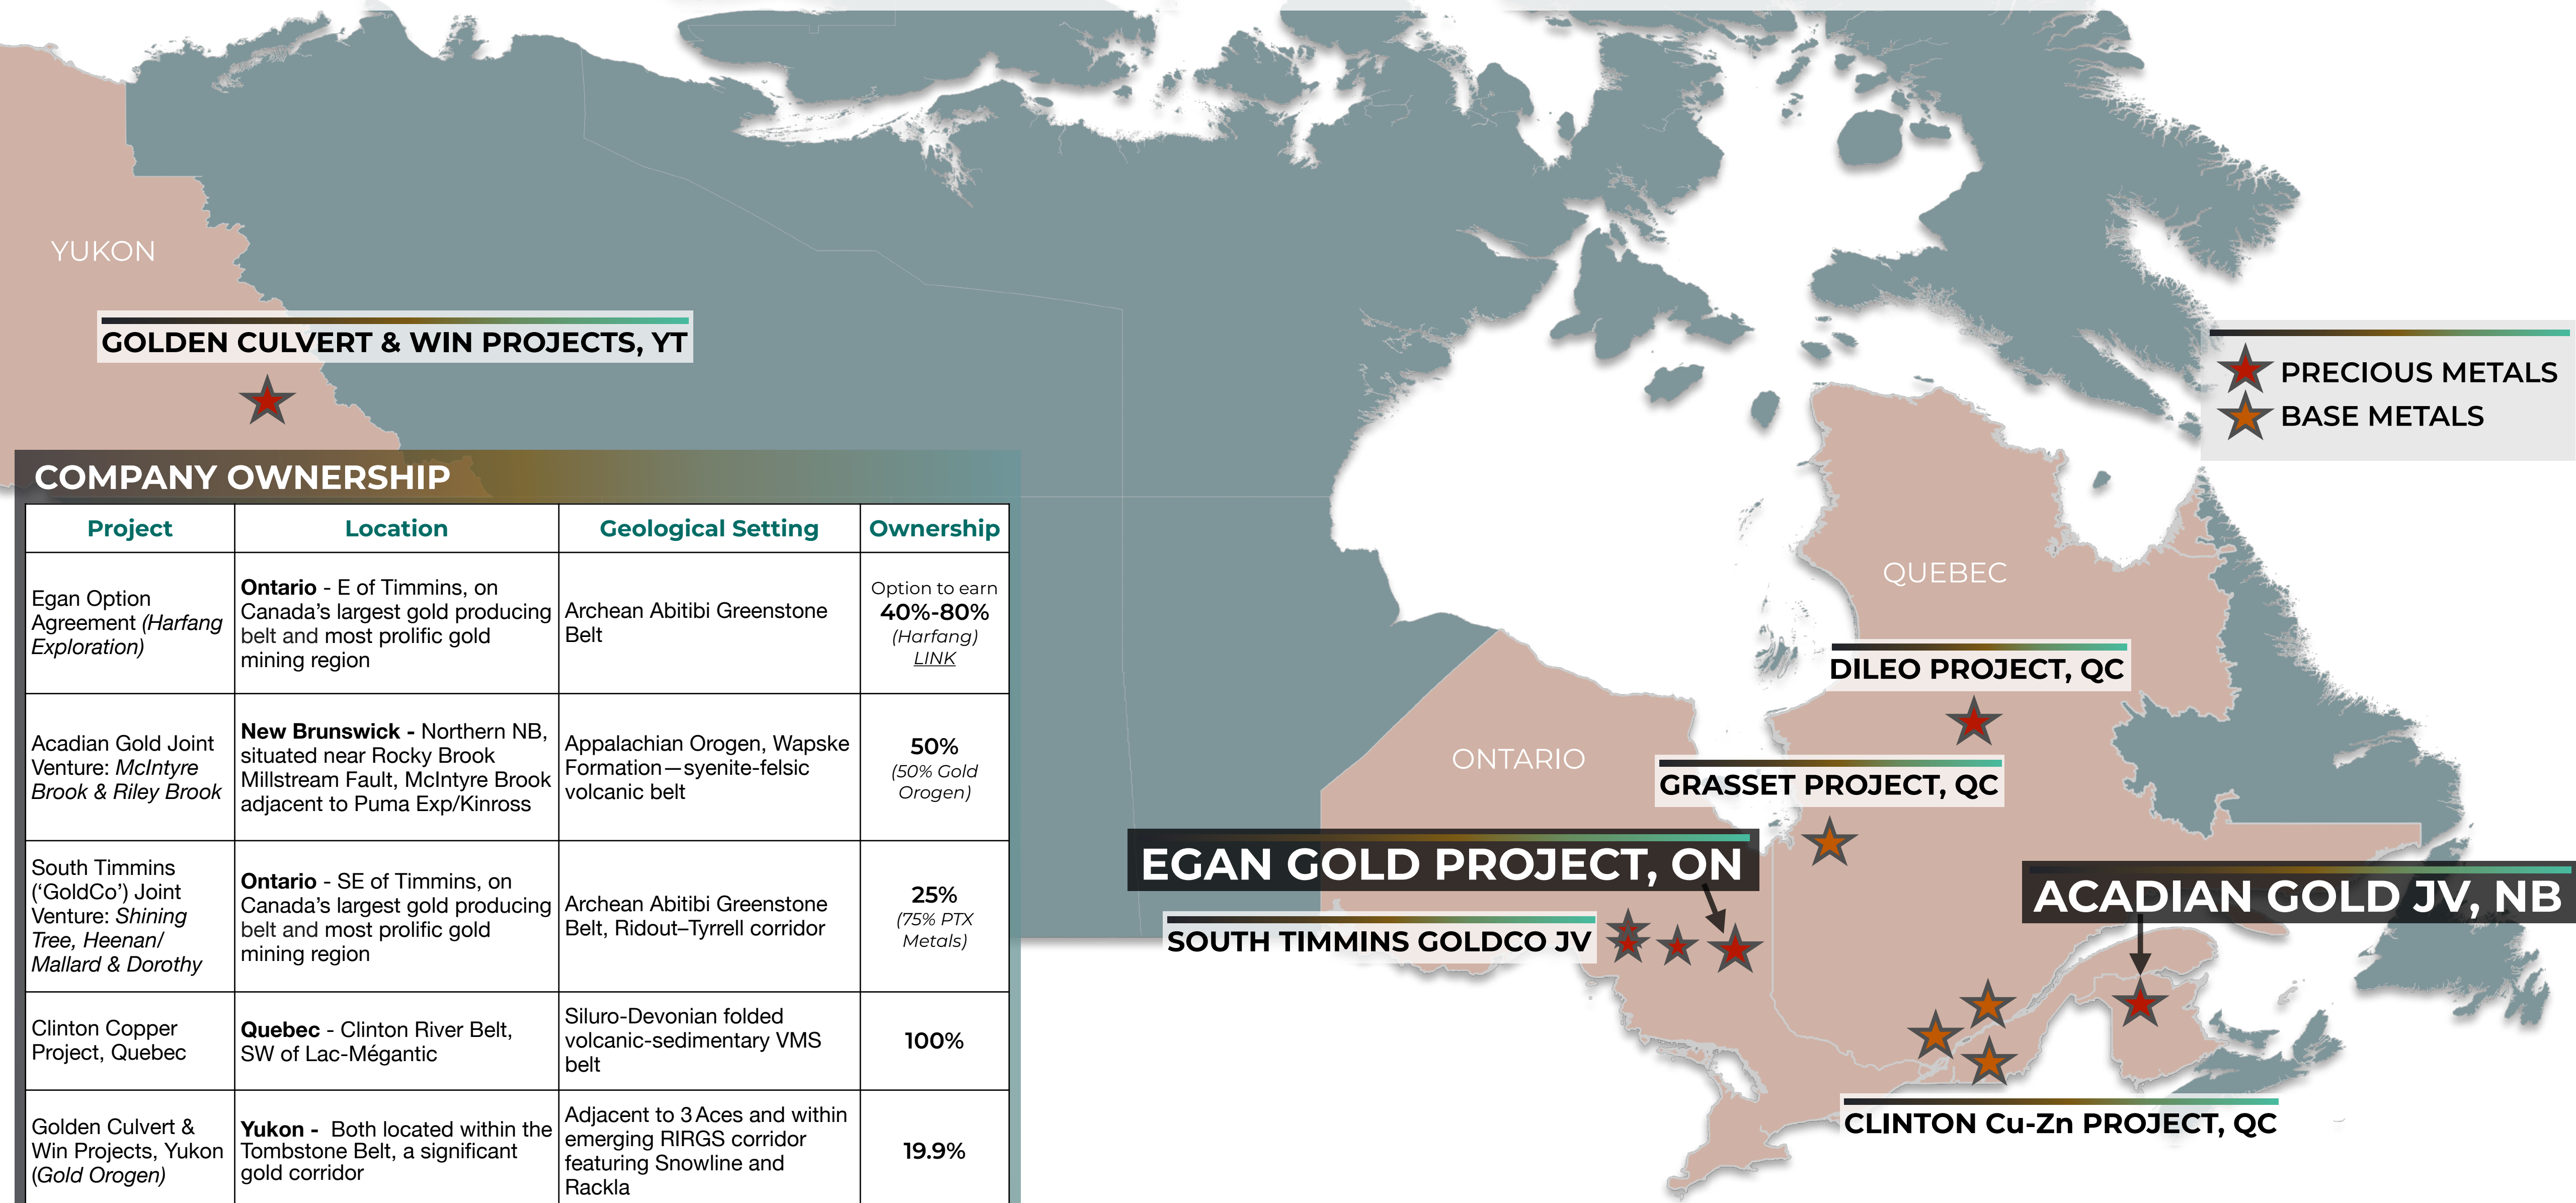 YUKON
GOLDEN CULVERT & WIN PROJECTS, YT
PRECIOUS METALS
BASE METALS
COMPANY OWNERSHIP
Project
Location
Geological Setting
Ownership
Egan Option
Agreement (Harfang
Exploration)
Ontario - E of Timmins, on
Canada’s largest gold producing
belt and most prolific gold
mining region
Archean Abitibi Greenstone
Belt
Option to earn
40%-80%
(Harfang)
LINK
Acadian Gold Joint
Venture: McIntyre
Brook & Riley Brook
New Brunswick - Northern NB,
situated near Rocky Brook
Millstream Fault, McIntyre Brook
adjacent to Puma Exp/Kinross
Appalachian Orogen, Wapske
Formation—syenite-felsic
volcanic belt
50%
(50% Gold
Orogen)
South Timmins
(‘GoldCo’) Joint
Venture: Shining
Tree, Heenan/
Mallard & Dorothy
Ontario - SE of Timmins, on
Canada’s largest gold producing
belt and most prolific gold
mining region
Archean Abitibi Greenstone
Belt, Ridout–Tyrrell corridor
25%
(75% PTX
Metals)
Clinton Copper
Project, Quebec
Quebec - Clinton River Belt,
SW of Lac-Mégantic
Siluro-Devonian folded
volcanic-sedimentary VMS
belt
100%
Golden Culvert &
Win Projects, Yukon
(Gold Orogen)
Yukon - Both located within the
Tombstone Belt, a significant
gold corridor
Adjacent to 3 Aces and within
emerging RIRGS corridor
featuring Snowline and
Rackla
19.9%
QUEBEC
DILEO PROJECT, QC
ONTARIO
GRASSET PROJECT, QC
EGAN GOLD PROJECT, ON
ACADIAN GOLD JV, NB
SOUTH TIMMINS GOLDCO JV
CLINTON Cu-Zn PROJECT, QC